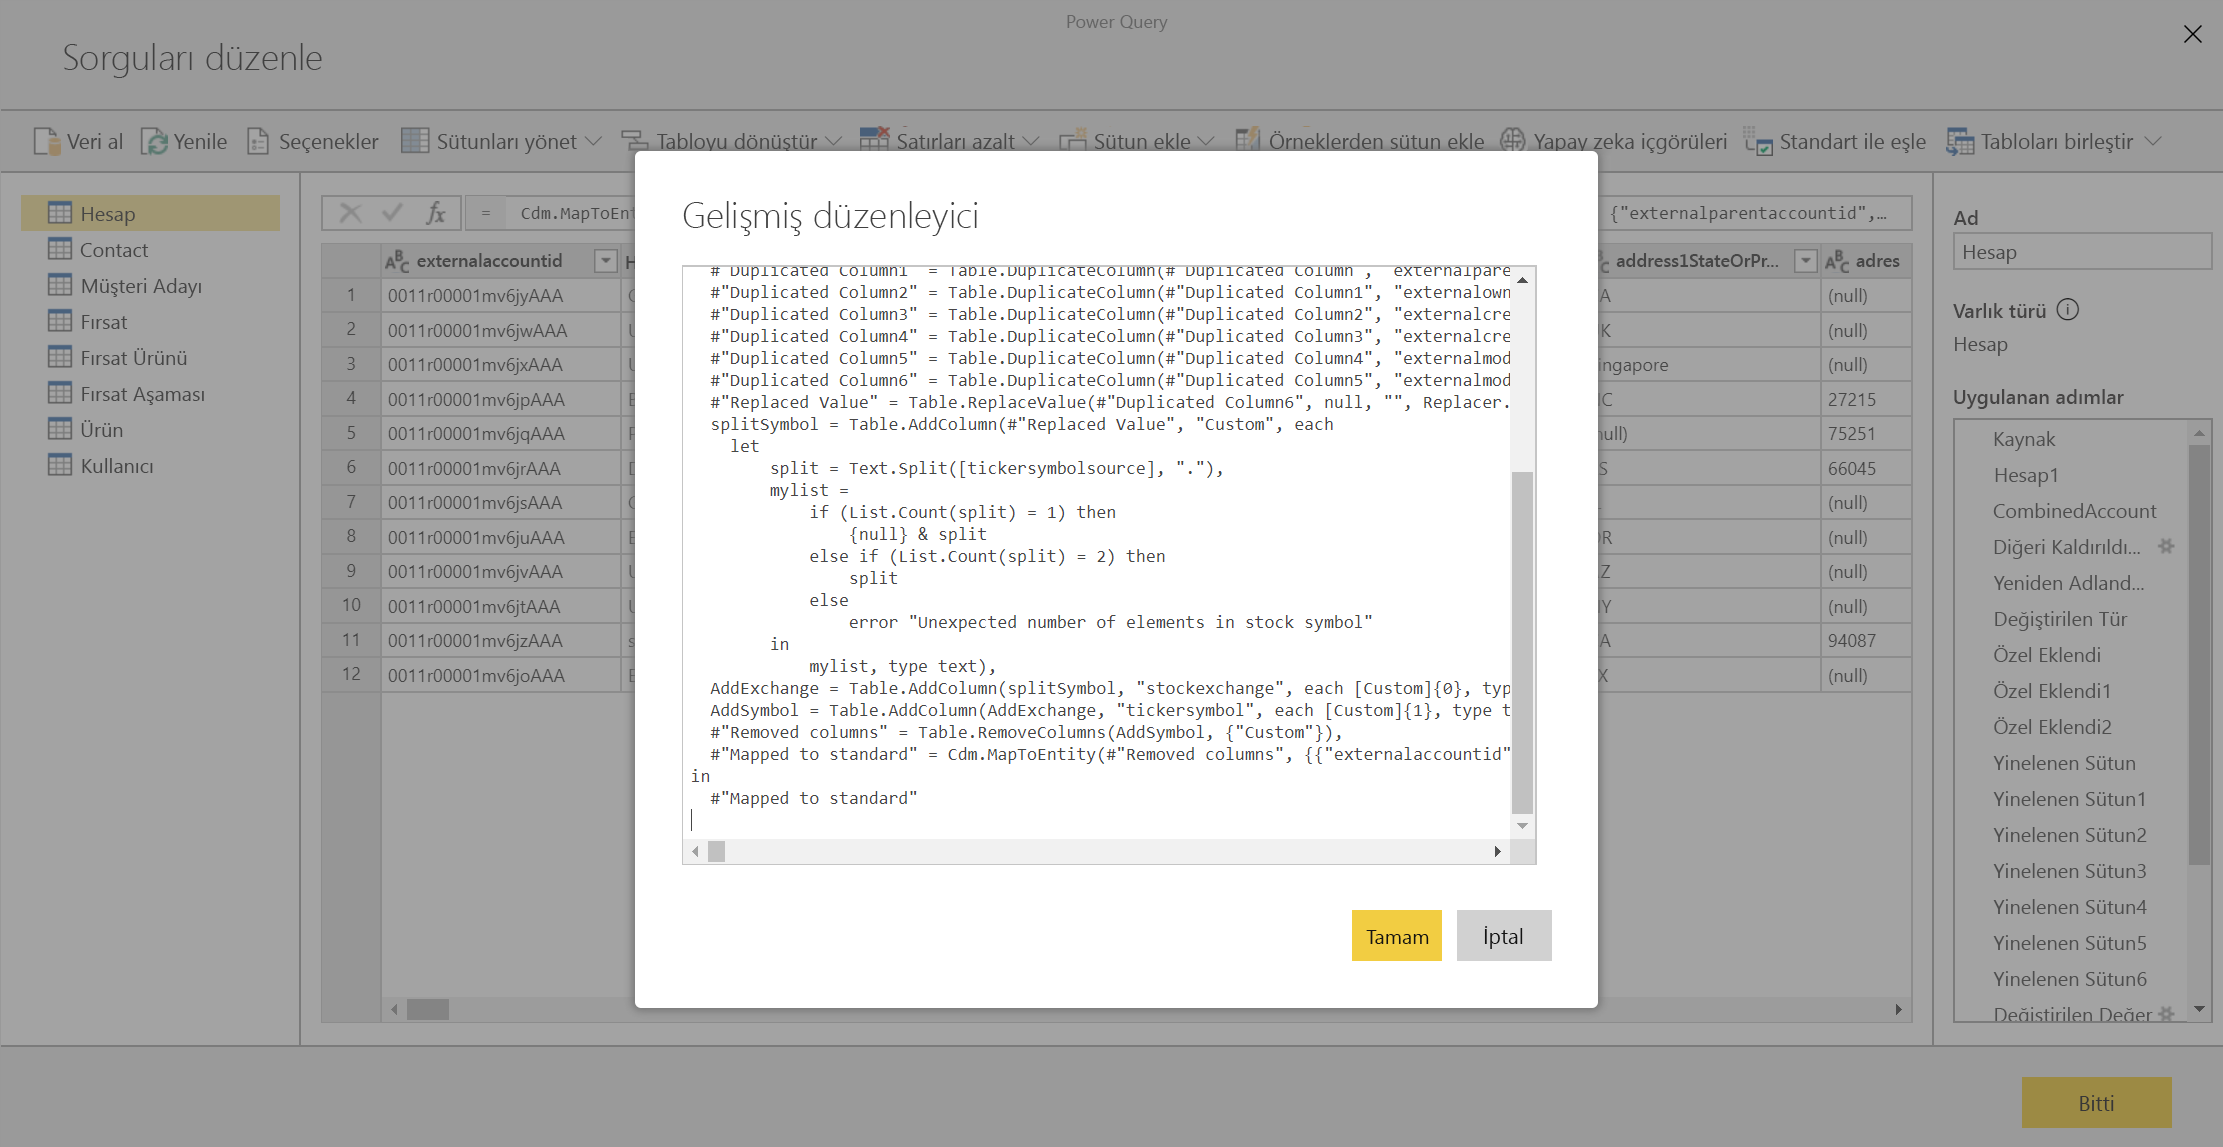 Power Query
Sorguları düzenle
Veri al Yenile Seçenekler Sütunları yönet Tabloyu dönüştür Satırları azalt Sütun ekle Örneklerden sütun ekle Yapay zeka içgörüleri Standart ile eşle Tabloları birleştir
Hesap
Contact
Müşteri Adayı
Fırsat
Fırsat Ürünü
Fırsat Aşaması
Ürün
Kullanıcı
fx = Cdm.MapToEnt {"externalparentaccountid",...
externalaccountid address1StateOrPr... adres
1 0011r00001mv6jyAAA A (null)
2 0011r00001mv6jwAAA K (null)
3 0011r00001mv6jxAAA ingapore (null)
4 0011r00001mv6jpAAA C 27215
5 0011r00001mv6jqAAA ull) 75251
6 0011r00001mv6jrAAA S 66045
7 0011r00001mv6jsAAA (null)
8 0011r00001mv6juAAA R (null)
9 0011r00001mv6jvAAA Z (null)
10 0011r00001mv6jtAAA Y (null)
11 0011r00001mv6jzAAA A 94087
12 0011r00001mv6joAAA X (null)
Gelişmiş düzenleyici
#"Duplicated Column1" = Table.DuplicateColumn(#"Duplicated Column", "externalpare
#"Duplicated Column2" = Table.DuplicateColumn(#"Duplicated Column1", "externalown
#"Duplicated Column3" = Table.DuplicateColumn(#"Duplicated Column2", "externalcre
#"Duplicated Column4" = Table.DuplicateColumn(#"Duplicated Column3", "externalcre
#"Duplicated Column5" = Table.DuplicateColumn(#"Duplicated Column4", "externalmod
#"Duplicated Column6" = Table.DuplicateColumn(#"Duplicated Column5", "externalmod
#"Replaced Value" = Table.ReplaceValue(#"Duplicated Column6", null, "", Replacer.
splitSymbol = Table.AddColumn(#"Replaced Value", "Custom", each
let
split = Text.Split([tickersymbolsource], "."),
mylist =
if (List.Count(split) = 1) then
{null} & split
else if (List.Count(split) = 2) then
split
else
error "Unexpected number of elements in stock symbol"
in
mylist, type text),
AddExchange = Table.AddColumn(splitSymbol, "stockexchange", each [Custom]{0}, typ
AddSymbol = Table.AddColumn(AddExchange, "tickersymbol", each [Custom]{1}, type t
#"Removed columns" = Table.RemoveColumns(AddSymbol, {"Custom"}),
#"Mapped to standard" = Cdm.MapToEntity(#"Removed columns", {{"externalaccountid"
in
#"Mapped to standard"
Tamam İptal
Ad
Hesap
Varlık türü
Hesap
Uygulanan adımlar
Kaynak
Hesap1
CombinedAccount
Diğeri Kaldırıldı...
Yeniden Adland...
Değiştirilen Tür
Özel Eklendi
Özel Eklendi1
Özel Eklendi2
Yinelenen Sütun
Yinelenen Sütun1
Yinelenen Sütun2
Yinelenen Sütun3
Yinelenen Sütun4
Yinelenen Sütun5
Yinelenen Sütun6
Değiştirilen Değer
Bitti